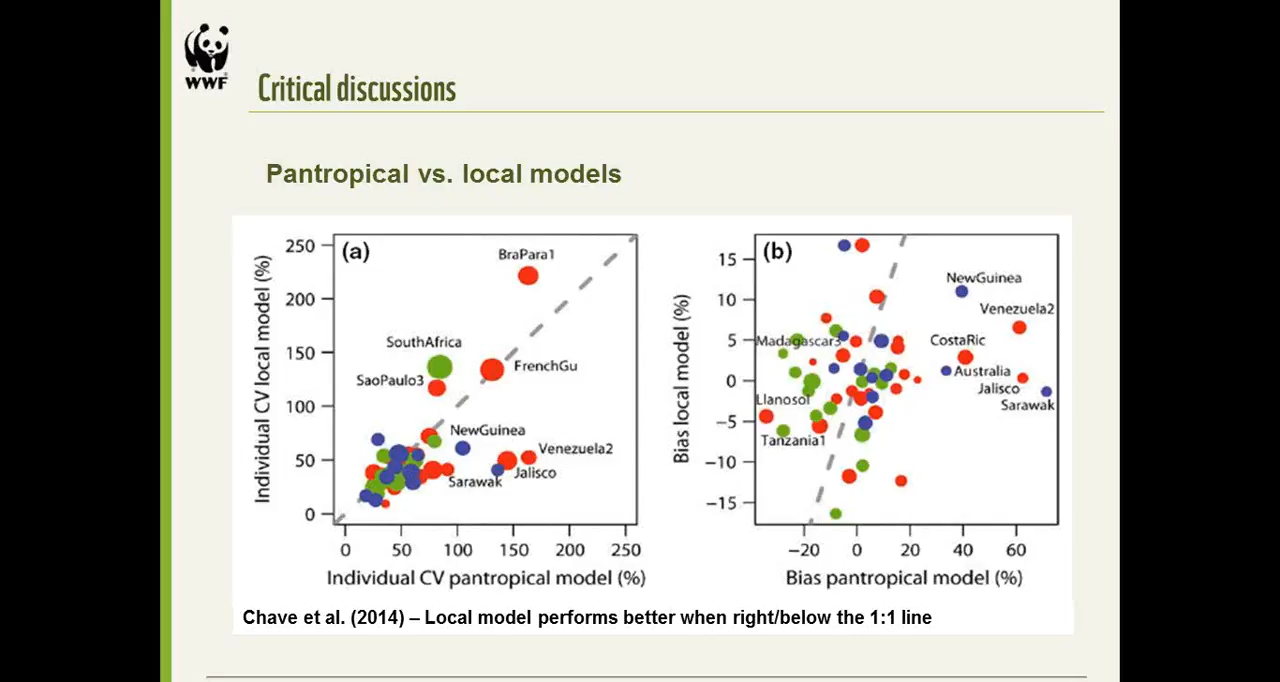 WWF
Critical discussions
Pantropical vs. local models
(a)
Individual CV local model (%)
250
200
150
100
50
0
BraPara1
SouthAfrica
FrenchGu
SaoPaulo3
NewGuinea
Venezuela2
Jalisco
Sarawak
0 50 100 150 200 250
Individual CV pantropical model (%)
(b)
Bias local model (%)
15
10
5
0
−5
−10
−15
NewGuinea
Venezuela2
Madagascar3
CostaRic
Australia
Jalisco
Llanosol
Sarawak
Tanzania1
−20 0 20 40 60
Bias pantropical model (%)
Chave et al. (2014) – Local model performs better when right/below the 1:1 line